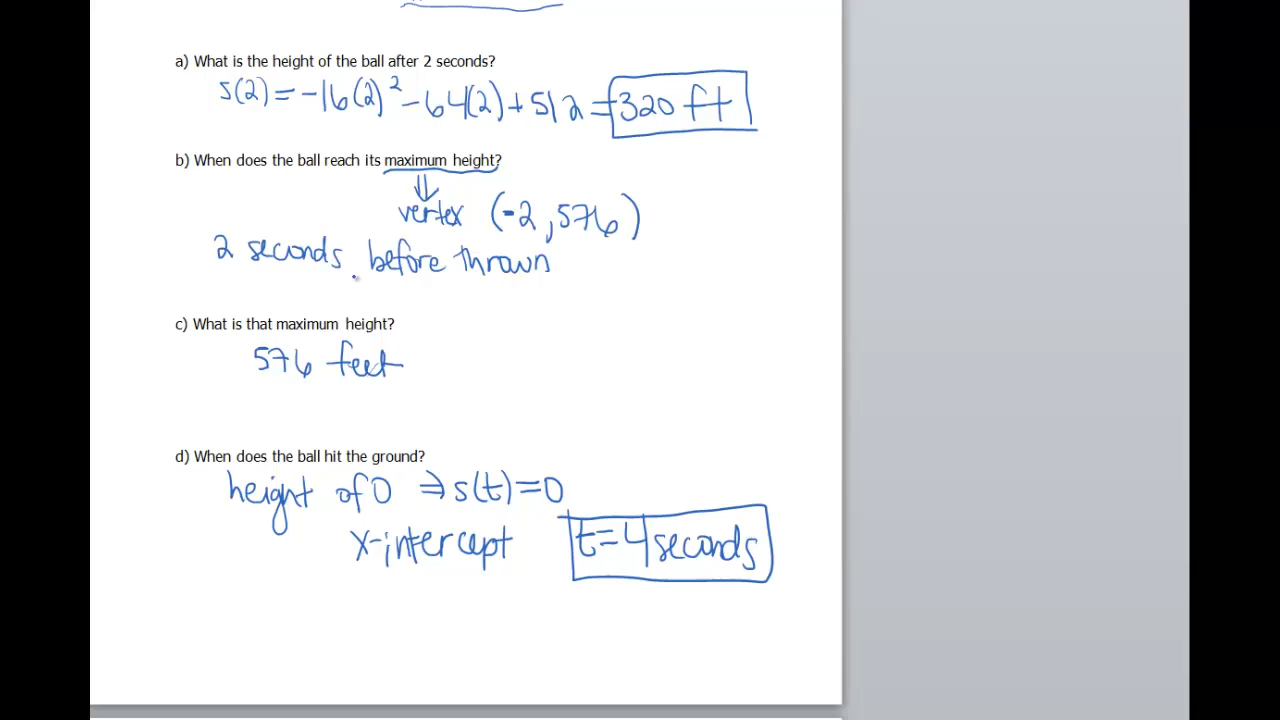 a) What is the height of the ball after 2 seconds?
s(2) = -16(2)² - 64(2) + 512 = 320 ft
b) When does the ball reach its maximum height?
vertex (-2, 576)
2 seconds before thrown
c) What is that maximum height?
576 feet
d) When does the ball hit the ground?
height of 0 ⇒ s(t) = 0
x-intercept t = 4 seconds